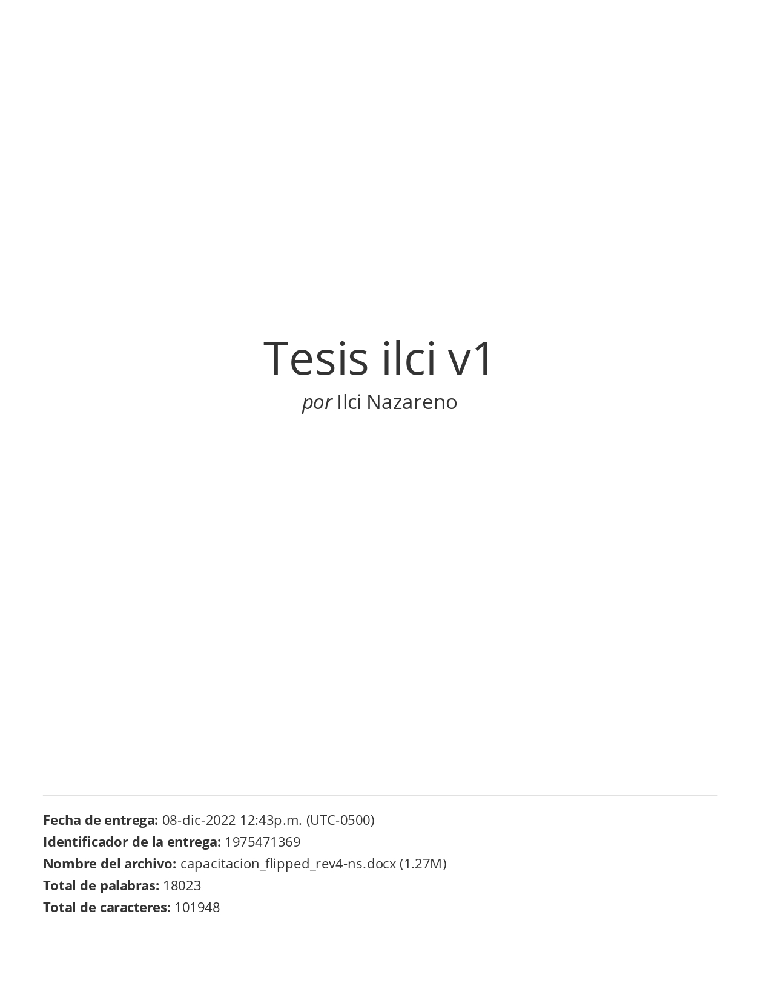 Tesis ilci v1
por Ilci Nazareno
Fecha de entrega: 08-dic-2022 12:43p.m. (UTC-0500)
Identificador de la entrega: 1975471369
Nombre del archivo: capacitacion_flipped_rev4-ns.docx (1.27M)
Total de palabras: 18023
Total de caracteres: 101948